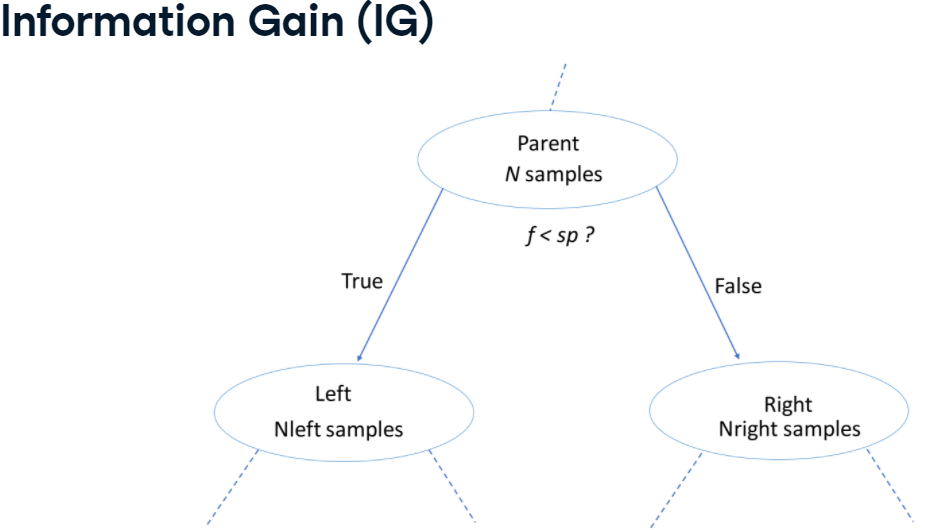 Information Gain (IG)
Parent
N samples
f < sp ?
True
False
Left
Nleft samples
Right
Nright samples